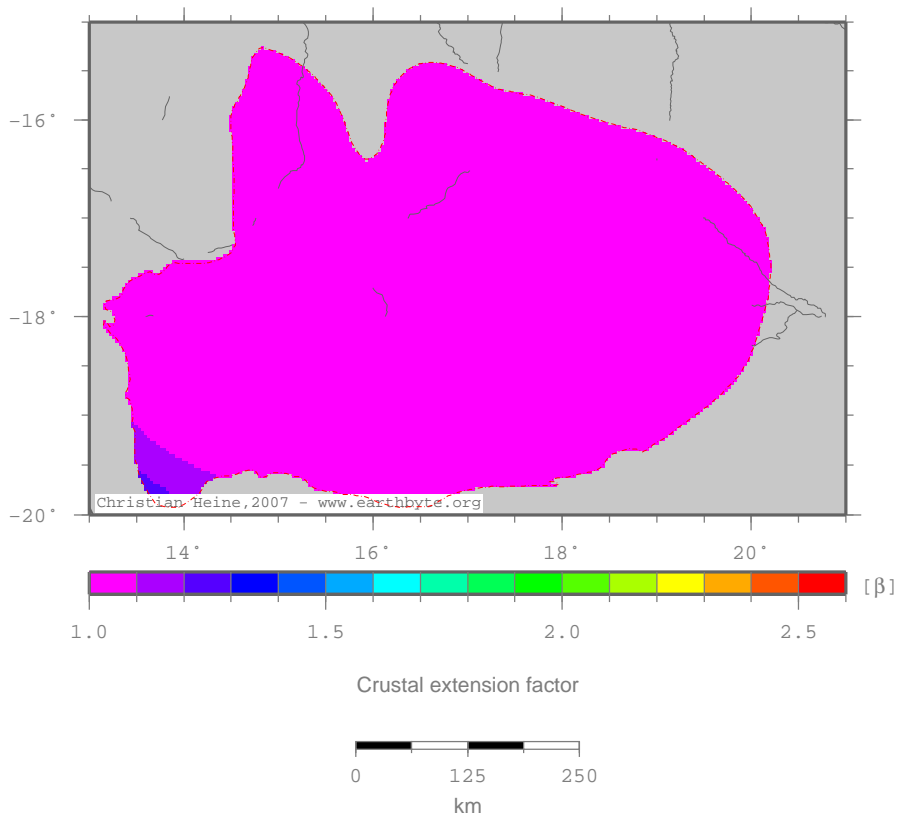 -16°
-18°
-20°
Christian Heine,2007 - www.earthbyte.org
14° 16° 18° 20°
[β]
1.0 1.5 2.0 2.5
Crustal extension factor
0 125 250
km